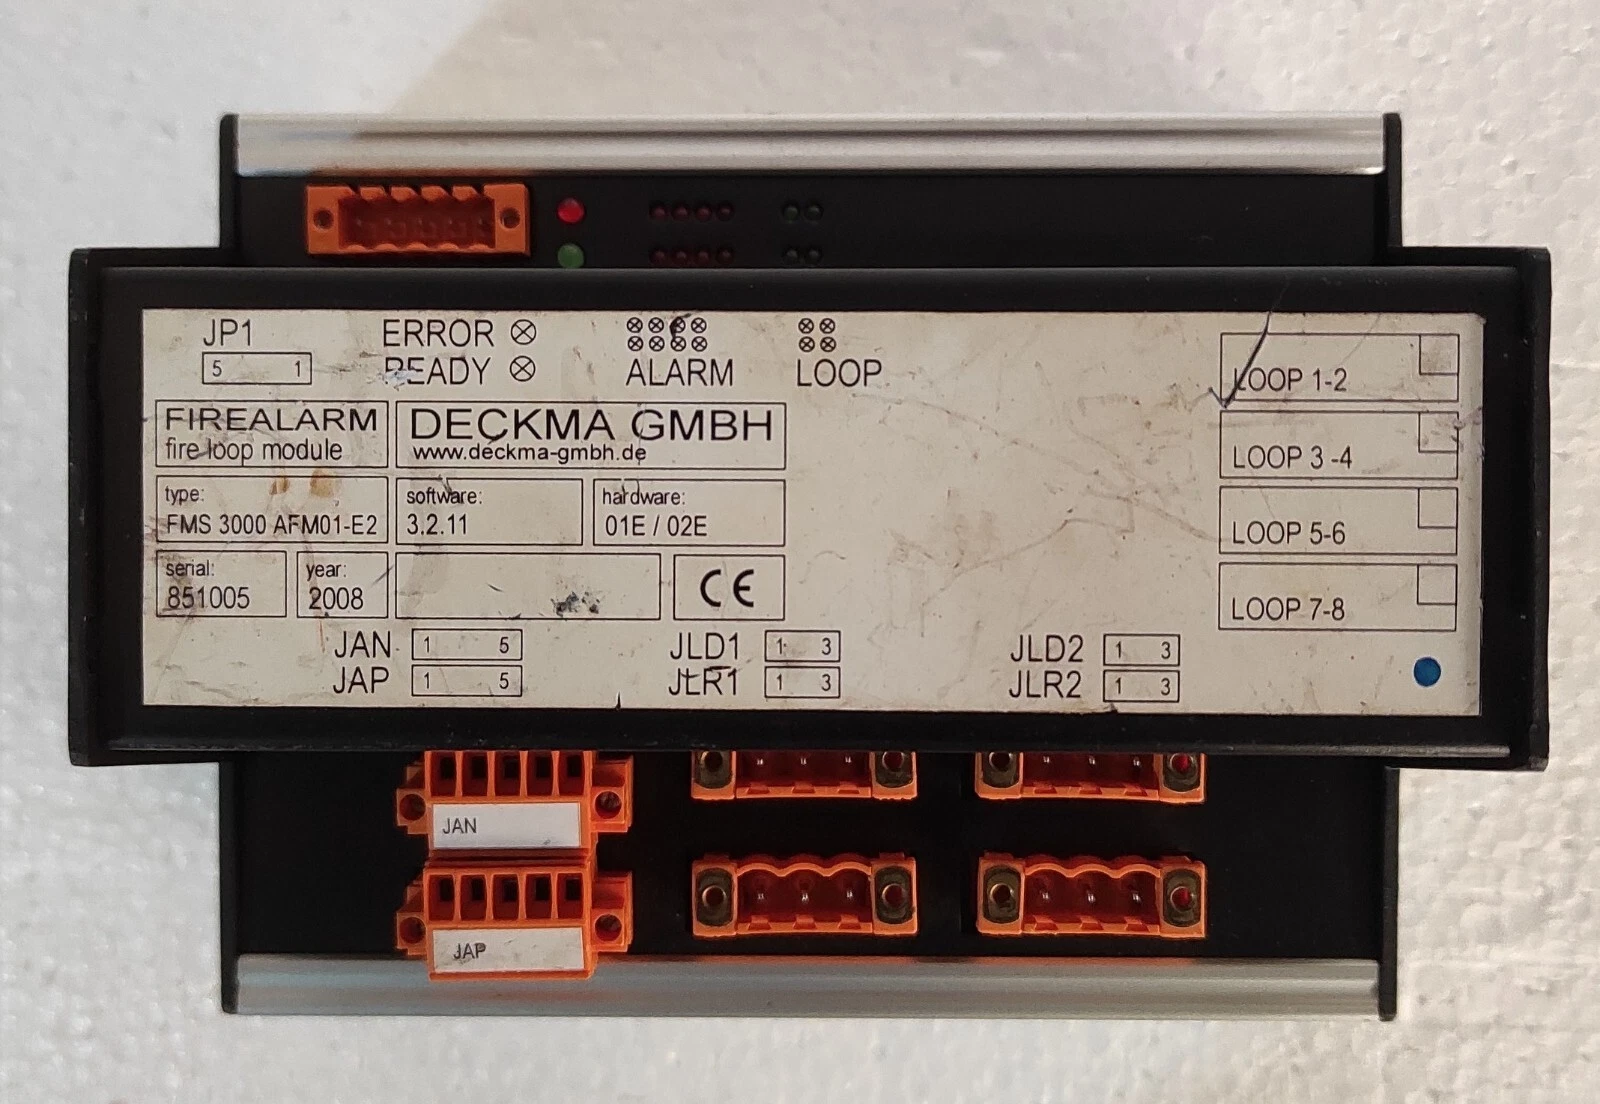 JP1
5 1
ERROR
READY
ALARM
LOOP
LOOP 1-2
LOOP 3 -4
LOOP 5-6
LOOP 7-8
FIREALARM
fire loop module
DECKMA GMBH
www.deckma-gmbh.de
type:
FMS 3000 AFM01-E2
software:
3.2.11
hardware:
01E / 02E
serial:
851005
year:
2008
CE
JAN 1 5
JAP 1 5
JLD1 1 3
JLR1 1 3
JLD2 1 3
JLR2 1 3
JAN
JAP